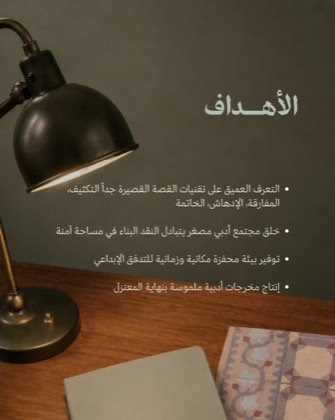 الأهـداف
• التعرف العميق على تقنيات القصة القصيرة جداً التكثيف،
المفارقة، الإدهاش، الخاتمة
• خلق مجتمع أدبي مصغر يتبادل النقد البناء في مساحة آمنة
• توفير بيئة محفزة مكانية وزمانية للتدفق الإبداعي
• إنتاج مخرجات أدبية ملموسة بنهاية المعتزل